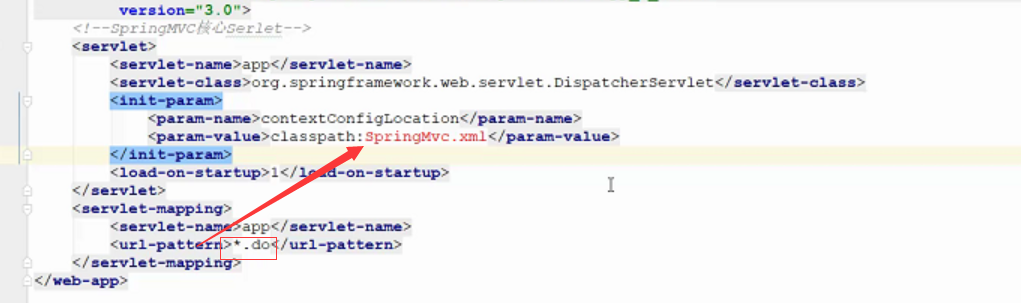 version="3.0">
<!--SpringMVC核心Serlet-->
<servlet>
<servlet-name>app</servlet-name>
<servlet-class>org.springframework.web.servlet.DispatcherServlet</servlet-class>
<init-param>
<param-name>contextConfigLocation</param-name>
<param-value>classpath:SpringMvc.xml</param-value>
</init-param>
<load-on-startup>1</load-on-startup>
</servlet>
<servlet-mapping>
<servlet-name>app</servlet-name>
<url-pattern>*.do</url-pattern>
</servlet-mapping>
</web-app>